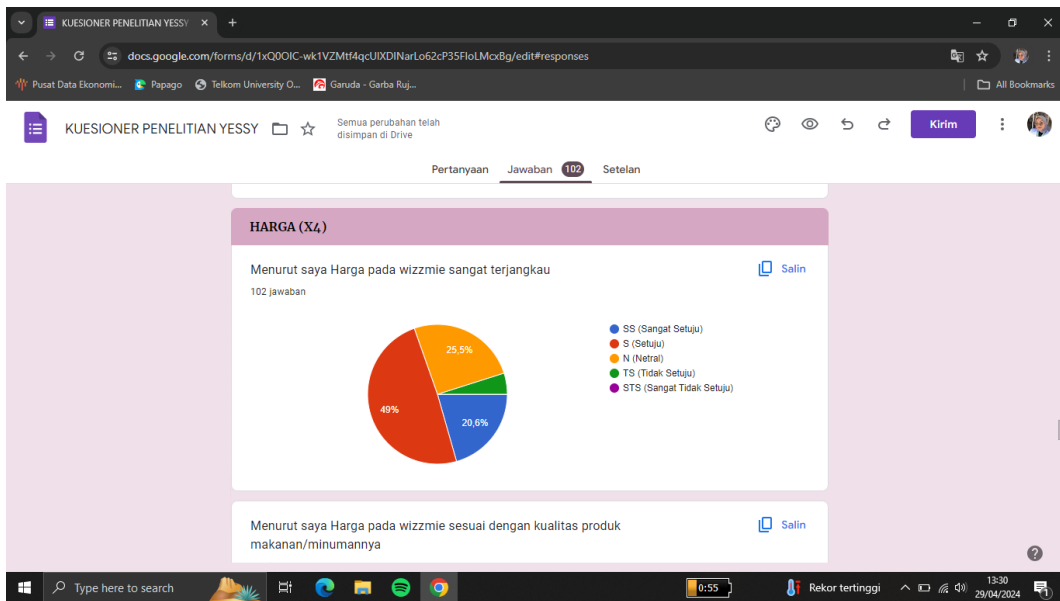 KUESIONER PENELITIAN YESSY
docs.google.com/forms/d/1xQ0OlC-wk1VZMtf4qcUlXDlNarLo62cP35FloLMcxBg/edit#responses
Pusat Data Ekonomi... Papago Telkom University O... Garuda - Garba Ruj... All Bookmarks
KUESIONER PENELITIAN YESSY
Semua perubahan telah
disimpan di Drive
Kirim
Pertanyaan Jawaban 102 Setelan
HARGA (X4)
Menurut saya Harga pada wizzmie sangat terjangkau
Salin
102 jawaban
25,5%
49%
20,6%
SS (Sangat Setuju)
S (Setuju)
N (Netral)
TS (Tidak Setuju)
STS (Sangat Tidak Setuju)
Menurut saya Harga pada wizzmie sesuai dengan kualitas produk
makanan/minumannya
Salin
Type here to search
0:55
Rekor tertinggi
13:30
29/04/2024
1